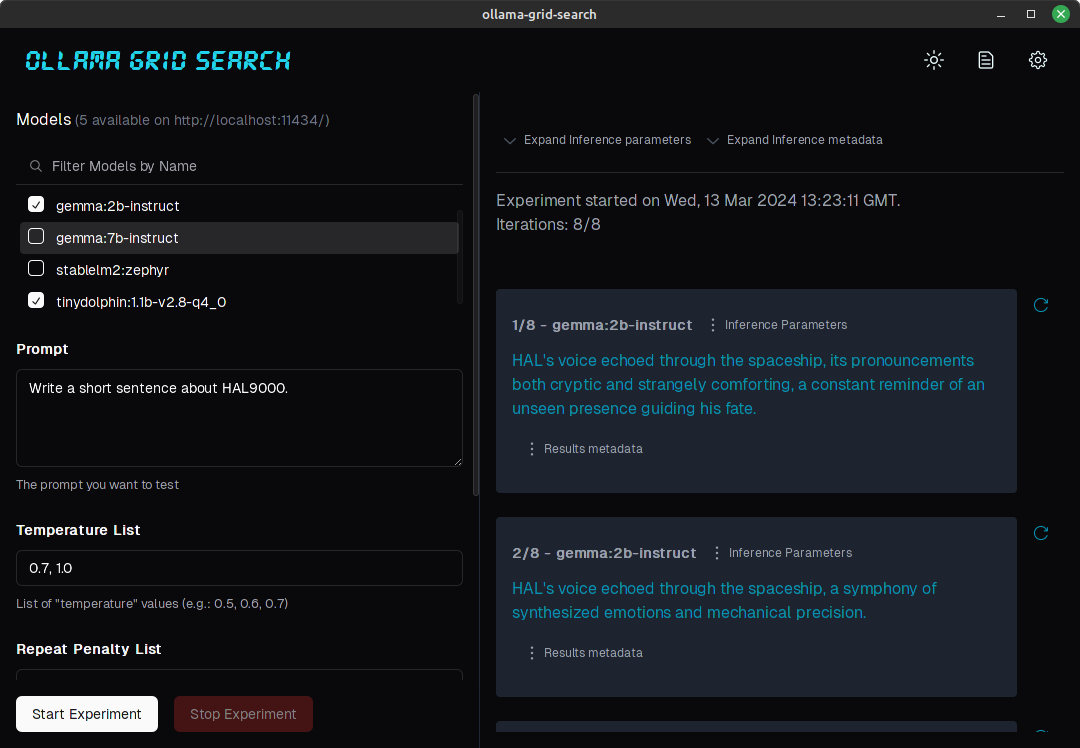 ollama-grid-search
OLLAMA GRID SEARCH
Models (5 available on http://localhost:11434/)
Filter Models by Name
gemma:2b-instruct
gemma:7b-instruct
stablelm2:zephyr
tinydolphin:1.1b-v2.8-q4_0
Prompt
Write a short sentence about HAL9000.
The prompt you want to test
Temperature List
0.7, 1.0
List of "temperature" values (e.g.: 0.5, 0.6, 0.7)
Repeat Penalty List
Start Experiment
Stop Experiment
Expand Inference parameters
Expand Inference metadata
Experiment started on Wed, 13 Mar 2024 13:23:11 GMT.
Iterations: 8/8
1/8 - gemma:2b-instruct
Inference Parameters
HAL's voice echoed through the spaceship, its pronouncements
both cryptic and strangely comforting, a constant reminder of an
unseen presence guiding his fate.
Results metadata
2/8 - gemma:2b-instruct
Inference Parameters
HAL's voice echoed through the spaceship, a symphony of
synthesized emotions and mechanical precision.
Results metadata